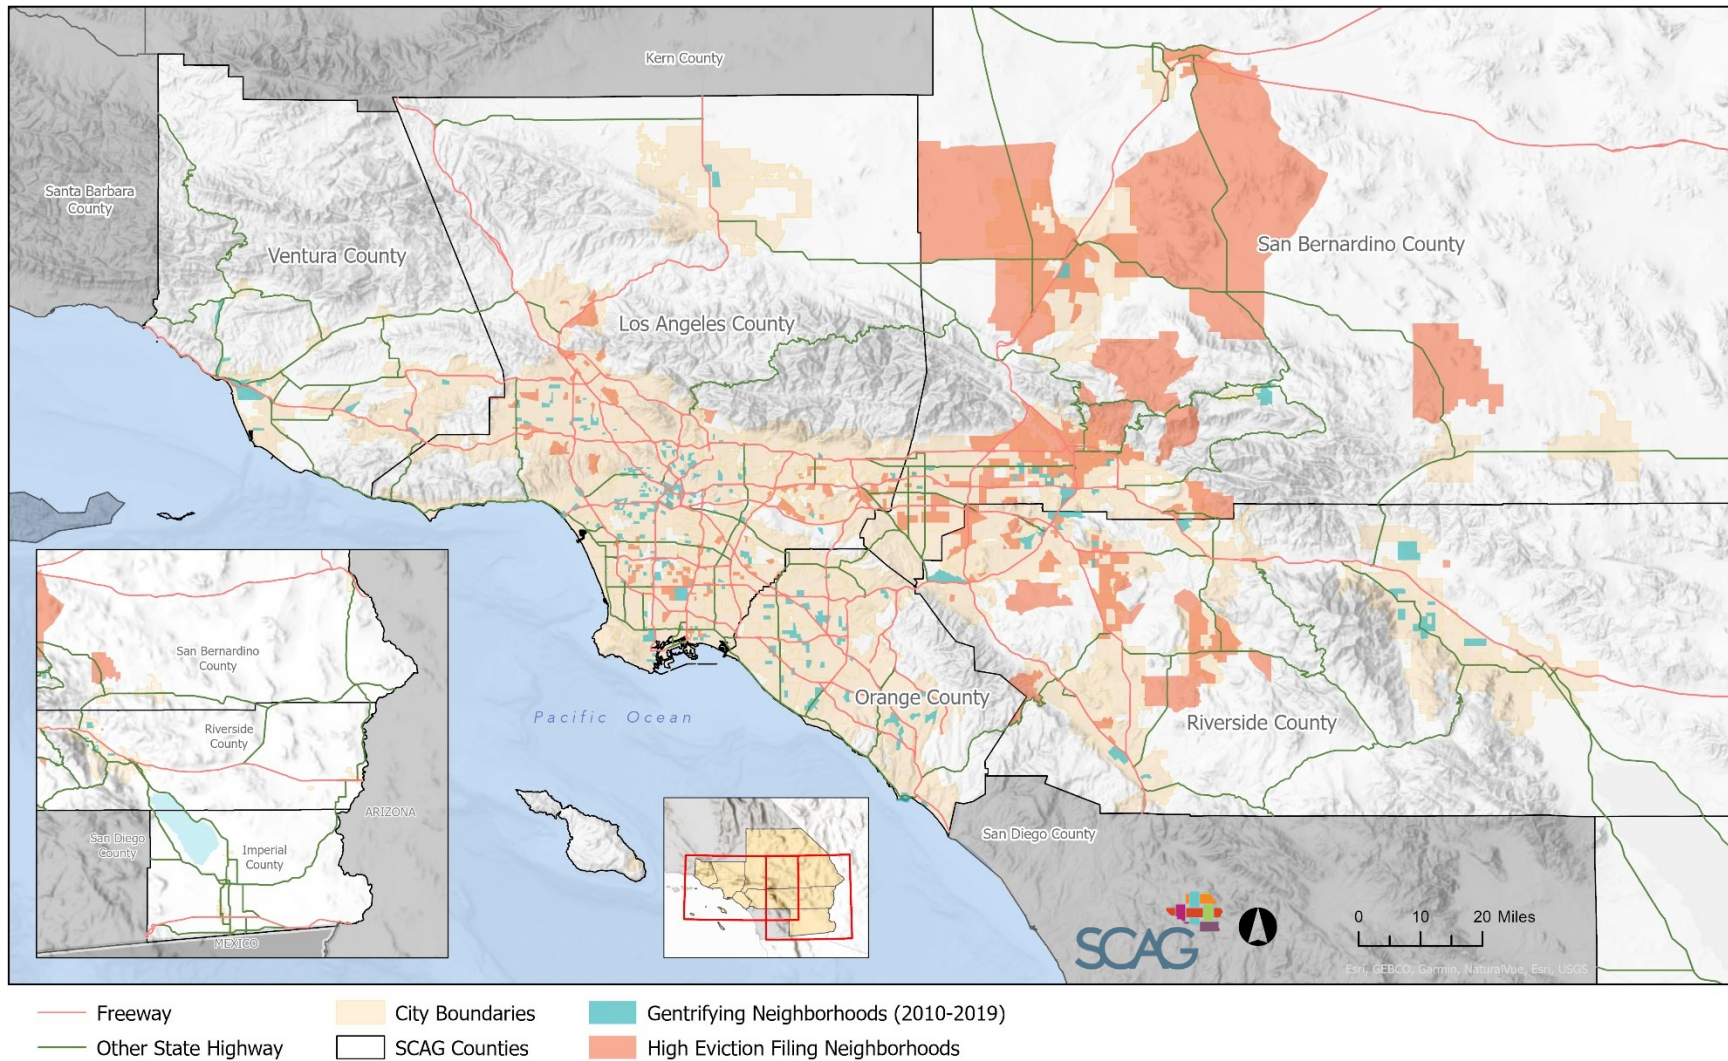 Kern County
Santa Barbara
County
Ventura County
San Bernardino County
Los Angeles County
San Bernardino
County
Riverside
County
Pacific Ocean
Orange County
Riverside County
ARIZONA
San Diego
County
Imperial
County
MEXICO
San Diego County
SCAG
0 10 20 Miles
Esri, GEBCO, Garmin, NaturalVue, Esri, USGS
Freeway
City Boundaries
Gentrifying Neighborhoods (2010-2019)
Other State Highway
SCAG Counties
High Eviction Filing Neighborhoods